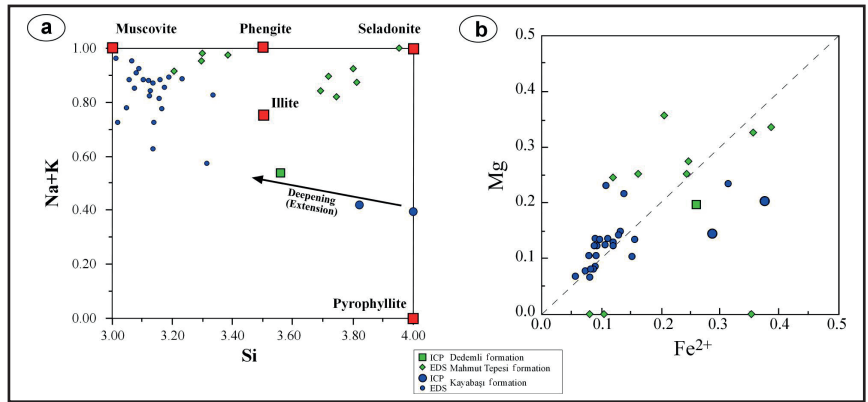 a
Muscovite Phengite Seladonite
1.00
0.80
0.60
0.40
0.20
0.00
Na+K
Illite
Deepening
(Extension)
Pyrophyllite
3.00 3.20 3.40 3.60 3.80 4.00
Si
b
0.5
0.4
0.3
0.2
0.1
0.0
Mg
0.0 0.1 0.2 0.3 0.4 0.5
Fe2+
ICP Dedemli formation
EDS Mahmut Tepesi formation
ICP
Kayabaşı formation
EDS